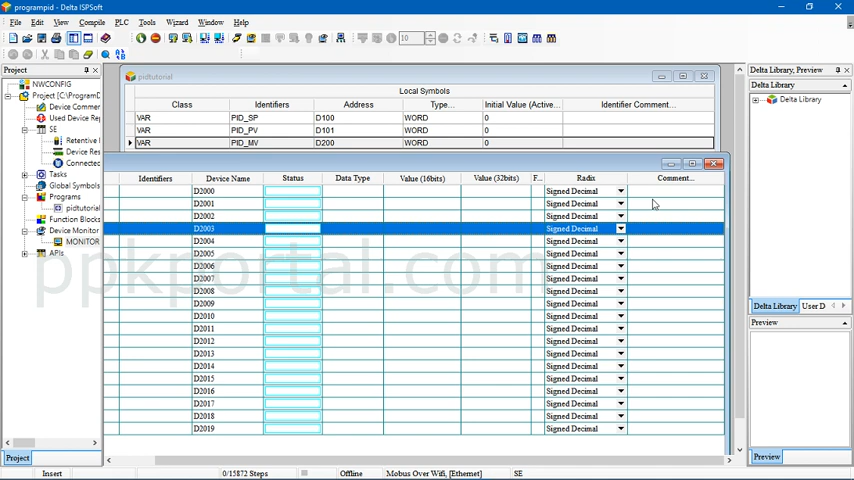 programpid - Delta ISPSoft
File Edit View Compile PLC Tools Wizard Window Help
10
Project
NWCONFIG
Project [C:\ProgramD
Device Commer
Used Device Rep
SE
Retentive
Device Res
Connected
Tasks
Global Symbols
Programs
pidtutorial
Function Blocks
Device Monitor
MONITOR
APIs
Project
pidtutorial
Local Symbols
Class Identifiers Address Type... Initial Value (Active... Identifier Comment...
VAR PID_SP D100 WORD 0
VAR PID_PV D101 WORD 0
VAR PID_MV D200 WORD 0
Identifiers Device Name Status Data Type Value (16bits) Value (32bits) F... Radix Comment...
D2000 Signed Decimal
D2001 Signed Decimal
D2002 Signed Decimal
D2003 Signed Decimal
D2004 Signed Decimal
D2005 Signed Decimal
D2006 Signed Decimal
D2007 Signed Decimal
D2008 Signed Decimal
D2009 Signed Decimal
D2010 Signed Decimal
D2011 Signed Decimal
D2012 Signed Decimal
D2013 Signed Decimal
D2014 Signed Decimal
D2015 Signed Decimal
D2016 Signed Decimal
D2017 Signed Decimal
D2018 Signed Decimal
D2019 Signed Decimal
ppkportal.com
Delta Library, Preview
Delta Library
Delta Library
Delta Library User D
Preview
Preview
Insert 0/15872 Steps Offline Mobus Over Wifi, [Ethernet] SE